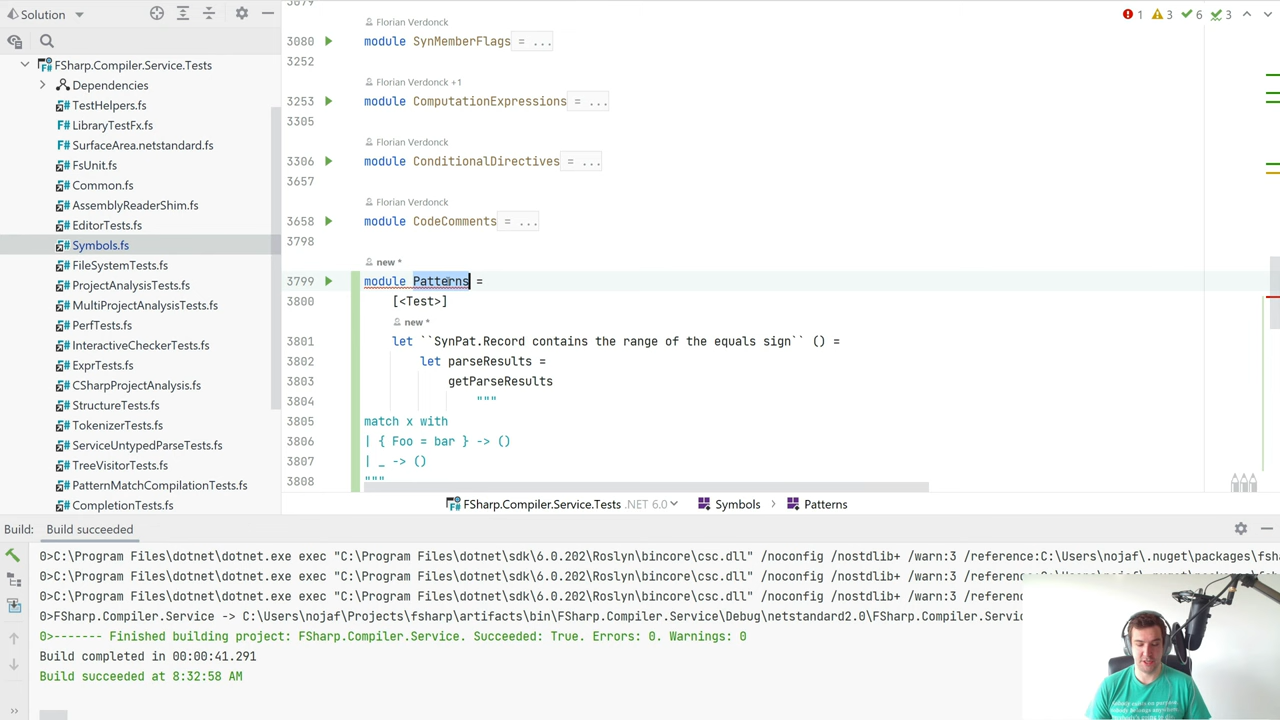 Solution
FSharp.Compiler.Service.Tests
Dependencies
TestHelpers.fs
LibraryTestFx.fs
SurfaceArea.netstandard.fs
FsUnit.fs
Common.fs
AssemblyReaderShim.fs
EditorTests.fs
Symbols.fs
FileSystemTests.fs
ProjectAnalysisTests.fs
MultiProjectAnalysisTests.fs
PerfTests.fs
InteractiveCheckerTests.fs
ExprTests.fs
CSharpProjectAnalysis.fs
StructureTests.fs
TokenizerTests.fs
ServiceUntypedParseTests.fs
TreeVisitorTests.fs
PatternMatchCompilationTests.fs
CompletionTests.fs
3079
1 3 6 3
Florian Verdonck
3080 module SynMemberFlags = ...
3252
Florian Verdonck +1
3253 module ComputationExpressions = ...
3305
Florian Verdonck
3306 module ConditionalDirectives = ...
3657
Florian Verdonck
3658 module CodeComments = ...
3798
new *
3799 module Patterns =
3800 [<Test>]
new *
3801 let ``SynPat.Record contains the range of the equals sign`` () =
3802 let parseResults =
3803 getParseResults
3804 """
3805 match x with
3806 | { Foo = bar } -> ()
3807 | _ -> ()
3808 """
FSharp.Compiler.Service.Tests .NET 6.0 Symbols > Patterns
Build: Build succeeded
0>C:\Program Files\dotnet\dotnet.exe exec "C:\Program Files\dotnet\sdk\6.0.202\Roslyn\bincore\csc.dll" /noconfig /nostdlib+ /warn:3 /reference:C:\Users\nojaf\.nuget\packages\fsha
0>C:\Program Files\dotnet\dotnet.exe exec "C:\Program Files\dotnet\sdk\6.0.202\Roslyn\bincore\csc.dll" /noconfig /nostdlib+ /warn:3 /re
0>C:\Program Files\dotnet\dotnet.exe exec "C:\Program Files\dotnet\sdk\6.0.202\Roslyn\bincore\csc.dll" /noconfig /nostdlib+ /warn:3 /re
0>FSharp.Compiler.Service -> C:\Users\nojaf\Projects\fsharp\artifacts\bin\FSharp.Compiler.Service\Debug\netstandard2.0\FSharp.Compiler.Servic
0>------- Finished building project: FSharp.Compiler.Service. Succeeded: True. Errors: 0. Warnings: 0
Build completed in 00:00:41.291
Build succeeded at 8:32:58 AM